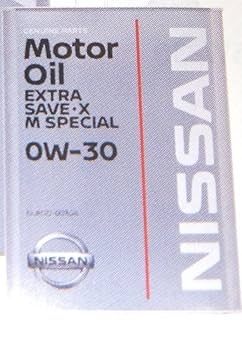 GENUINE PARTS
Motor
Oil
EXTRA
SAVE·X
M SPECIAL
0W-30
NISSAN
NISSAN